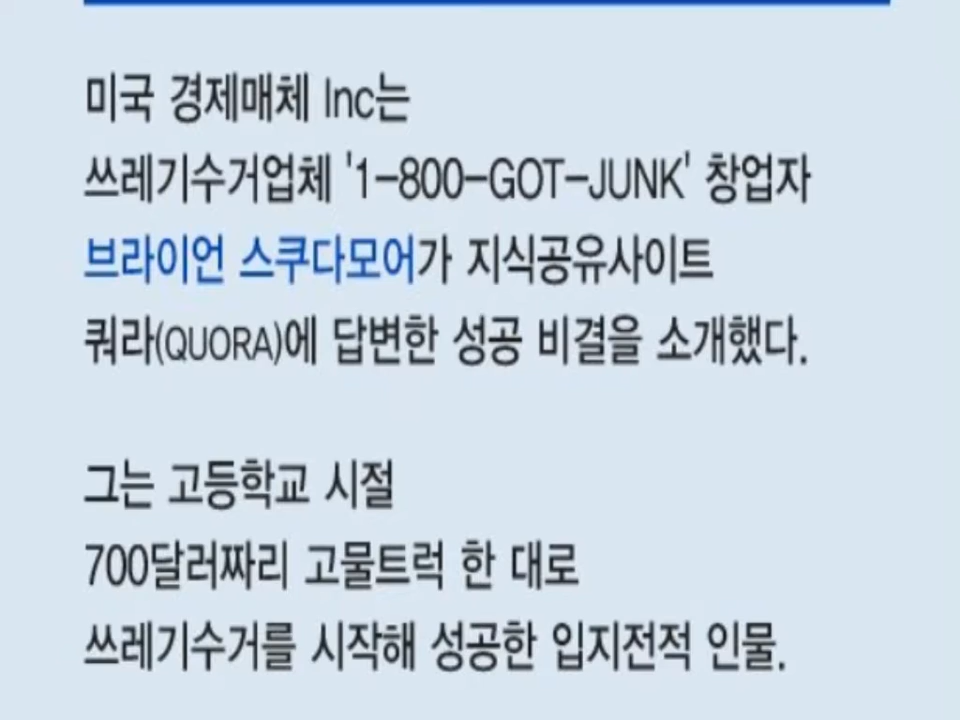 미국 경제매체 Inc는
쓰레기수거업체 '1-800-GOT-JUNK' 창업자
브라이언 스쿠다모어가 지식공유사이트
쿼라(QUORA)에 답변한 성공 비결을 소개했다.
그는 고등학교 시절
700달러짜리 고물트럭 한 대로
쓰레기수거를 시작해 성공한 입지전적 인물.